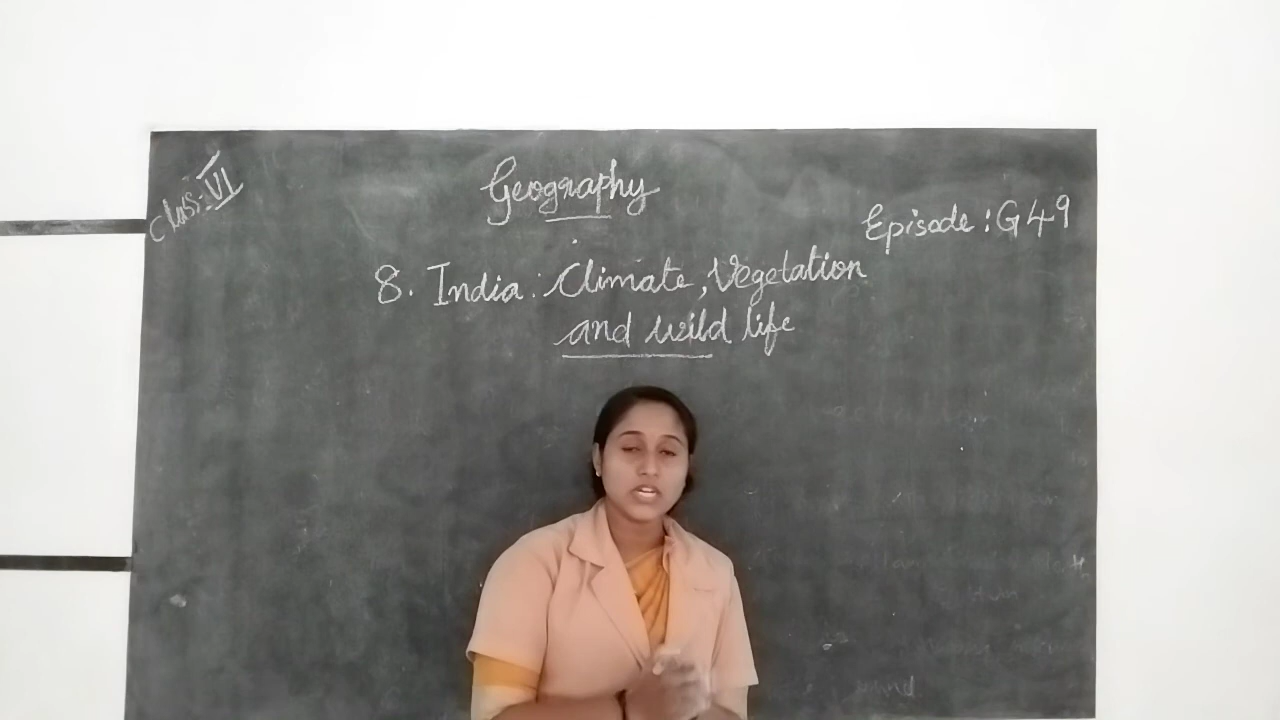 Class: VI
Geography
Episode: G49
8. India: Climate, Vegetation
and wild life